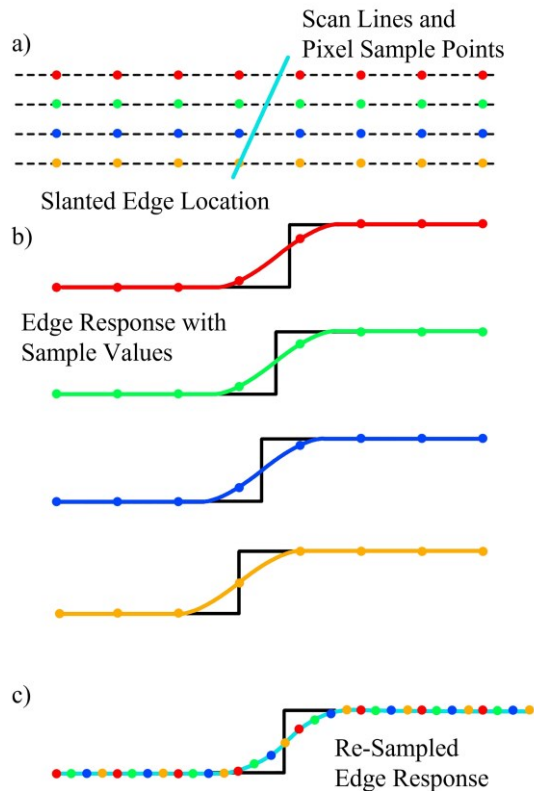 a)
Scan Lines and
Pixel Sample Points
Slanted Edge Location
b)
Edge Response with
Sample Values
c)
Re-Sampled
Edge Response